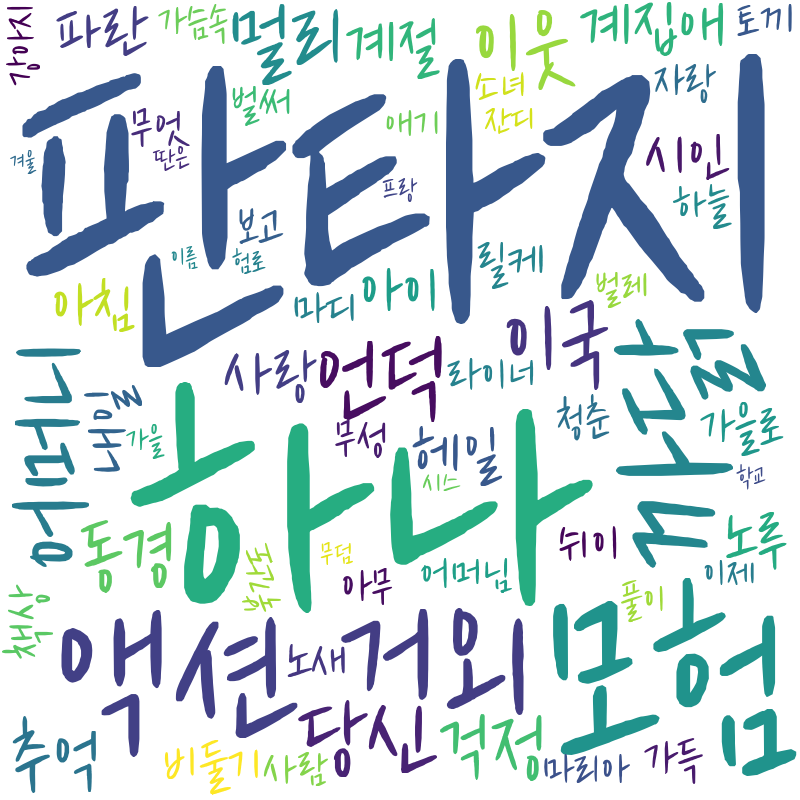 강아지
파란
가슴속
멀리
계절
이웃
계집애
토끼
소녀
자랑
벌써
무엇
잔디
애기
딴은
겨울
판타지
시인
프랑
하늘
보고
이름
험로
릴케
아침
마디
아이
벌레
이국
사랑
언덕
라이너
까닭
어머니
내일
가을
무성
헤일
청춘
가을로
시스
학교
하나
동경
무덤
쉬이
노루
아무
어머님
이제
풀이
책상
액션
노새
거외
모험
당신
걱정
추억
비둘기
사람
마리아
가득